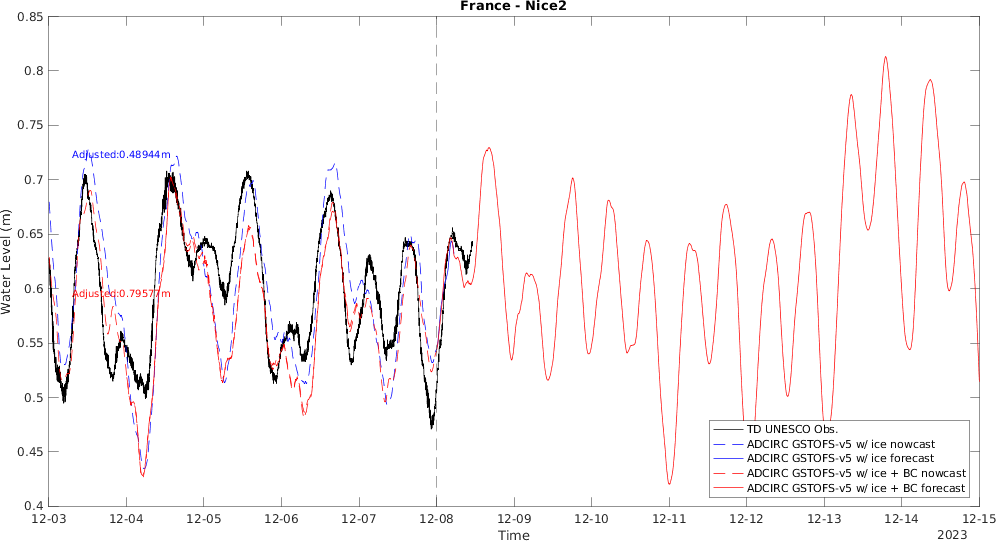 France - Nice2
0.85
0.8
0.75
0.7
0.65
0.6
0.55
0.5
0.45
0.4
Water Level (m)
Adjusted:0.48944m
Adjusted:0.79577m
TD UNESCO Obs.
ADCIRC GSTOFS-v5 w/ ice nowcast
ADCIRC GSTOFS-v5 w/ ice forecast
ADCIRC GSTOFS-v5 w/ ice + BC nowcast
ADCIRC GSTOFS-v5 w/ ice + BC forecast
12-03 12-04 12-05 12-06 12-07 12-08 12-09 12-10 12-11 12-12 12-13 12-14 12-15
Time
2023